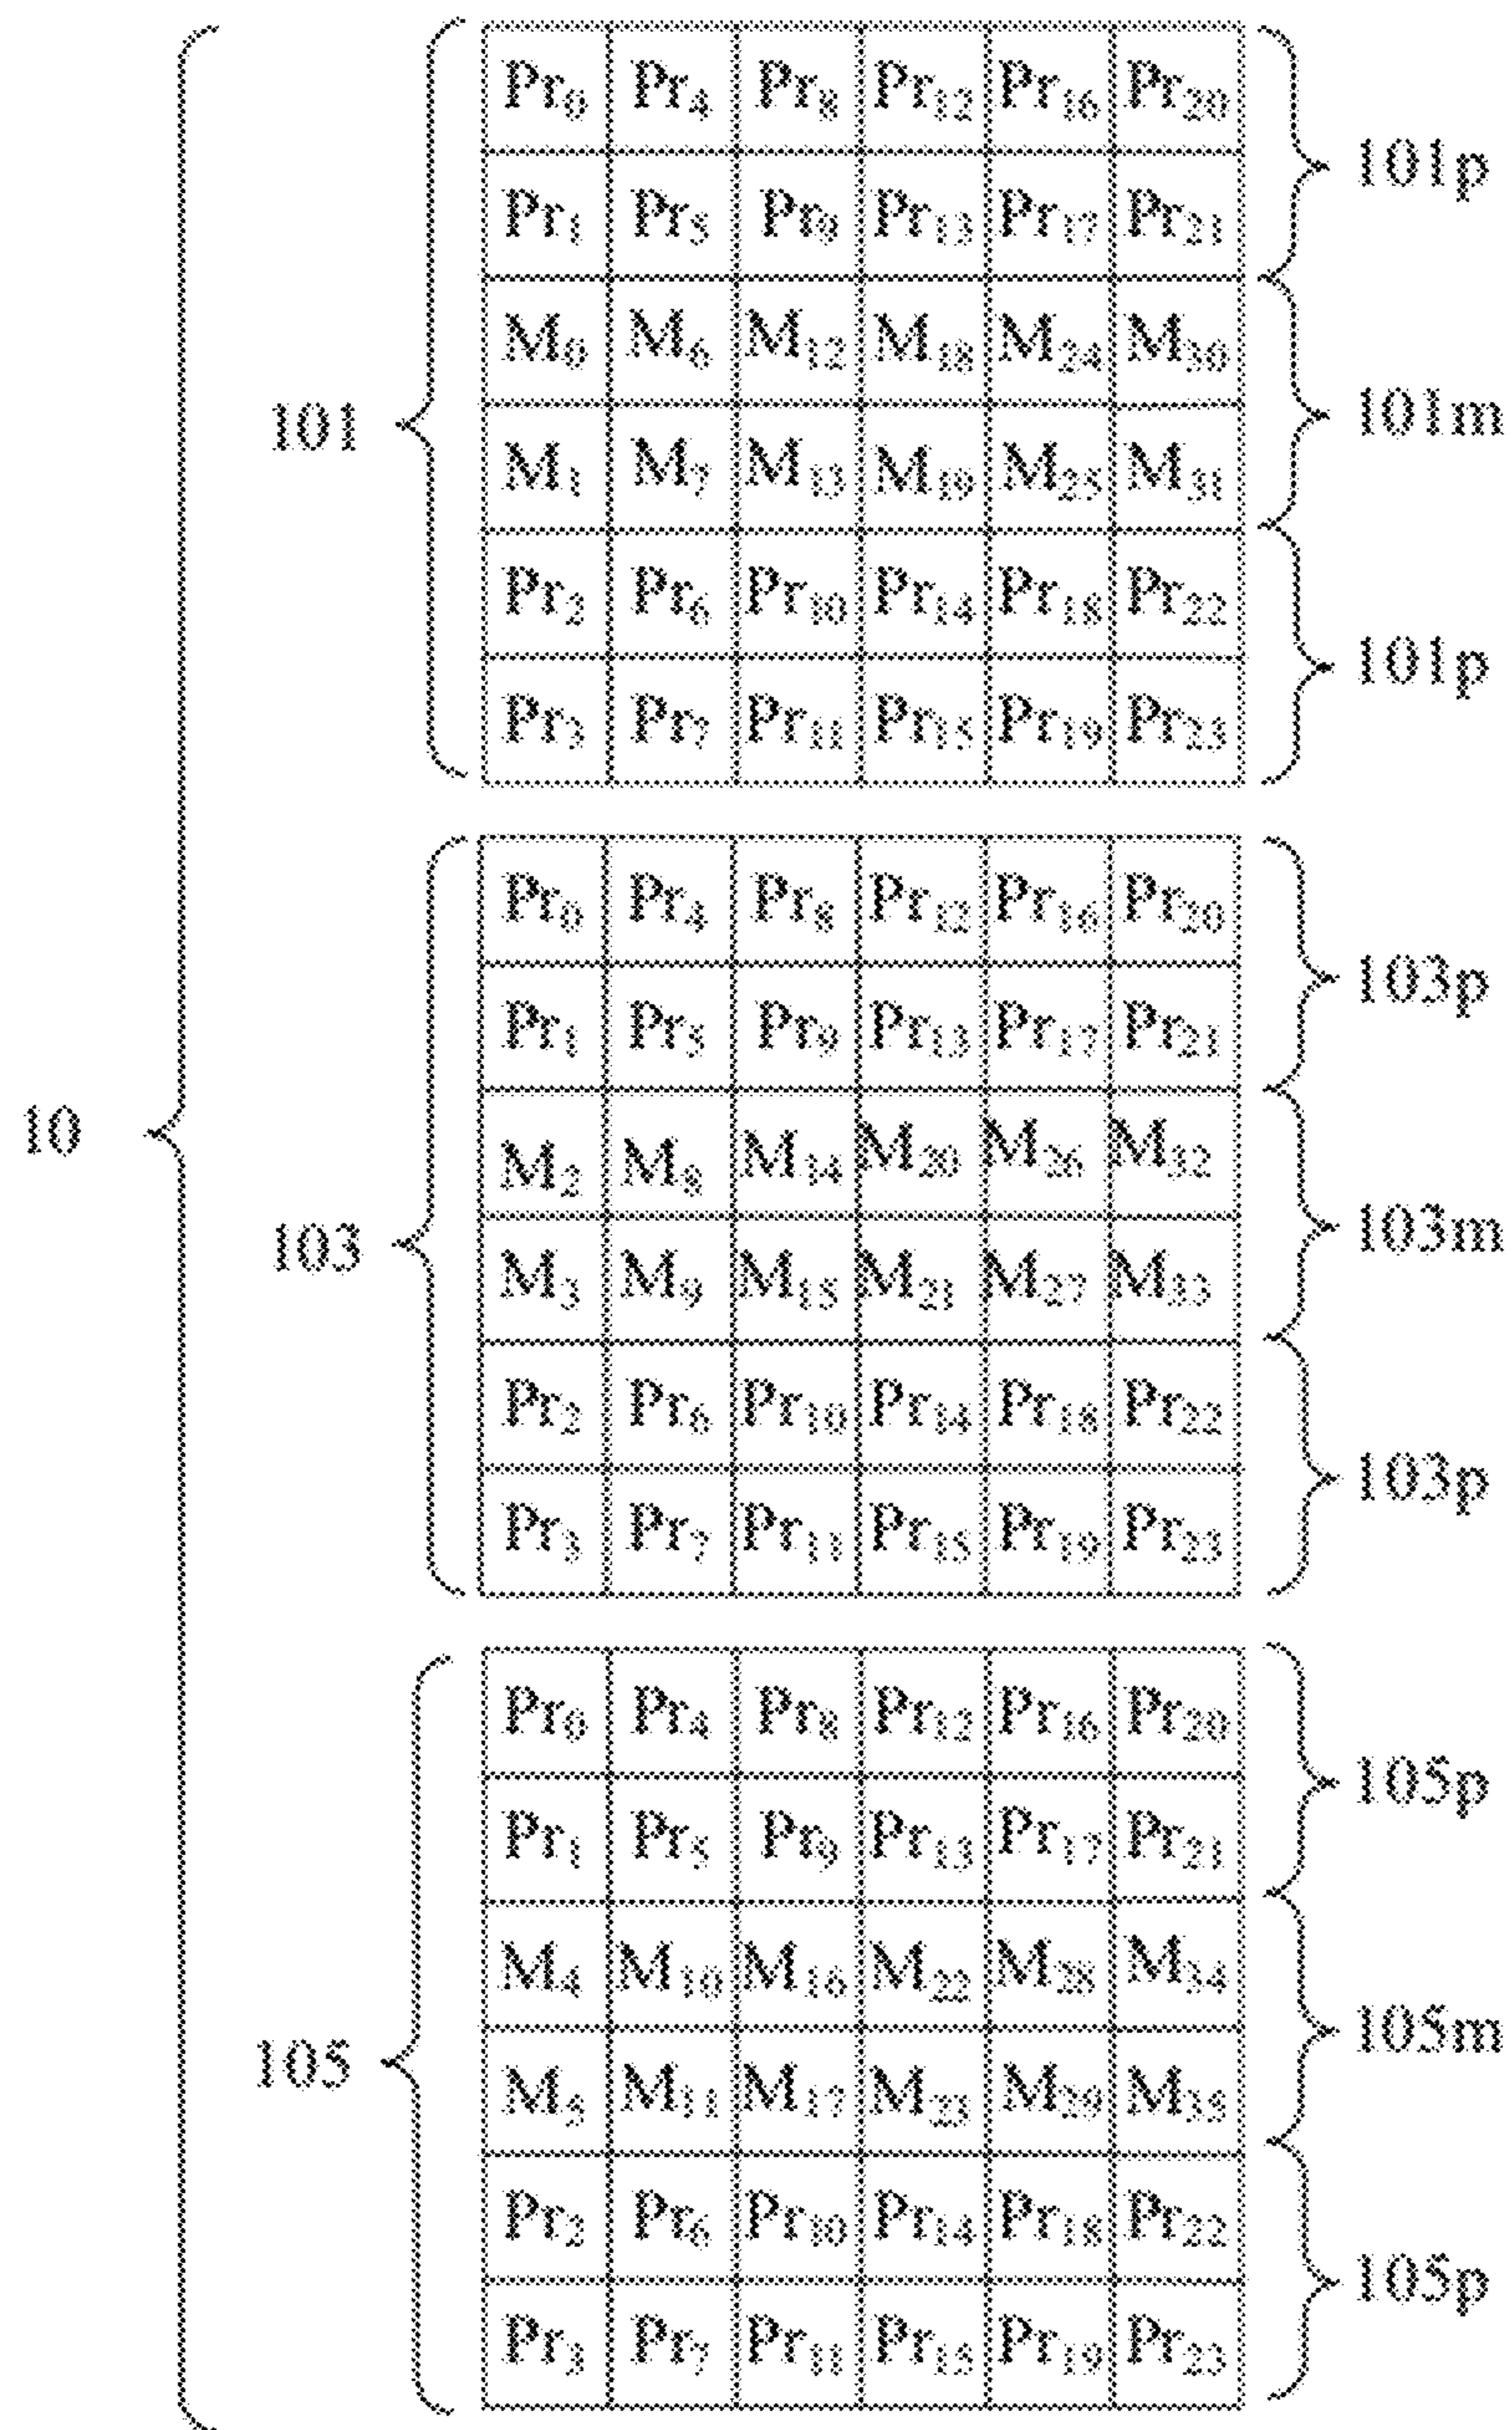 Pr₀ Pr₄ Pr₈ Pr₁₂ Pr₁₆ Pr₂₀
101p
Pr₁ Pr₅ Pr₉ Pr₁₃ Pr₁₇ Pr₂₁
M₀ M₆ M₁₂ M₁₈ M₂₄ M₃₀
101 101m
M₁ M₇ M₁₃ M₁₉ M₂₅ M₃₁
Pr₂ Pr₆ Pr₁₀ Pr₁₄ Pr₁₈ Pr₂₂
101p
Pr₃ Pr₇ Pr₁₁ Pr₁₅ Pr₁₉ Pr₂₃
Pr₀ Pr₄ Pr₈ Pr₁₂ Pr₁₆ Pr₂₀
103p
Pr₁ Pr₅ Pr₉ Pr₁₃ Pr₁₇ Pr₂₁
10
M₂ M₈ M₁₄ M₂₀ M₂₆ M₃₂
103 103m
M₃ M₉ M₁₅ M₂₁ M₂₇ M₃₃
Pr₂ Pr₆ Pr₁₀ Pr₁₄ Pr₁₈ Pr₂₂
103p
Pr₃ Pr₇ Pr₁₁ Pr₁₅ Pr₁₉ Pr₂₃
Pr₀ Pr₄ Pr₈ Pr₁₂ Pr₁₆ Pr₂₀
105p
Pr₁ Pr₅ Pr₉ Pr₁₃ Pr₁₇ Pr₂₁
M₄ M₁₀ M₁₆ M₂₂ M₂₈ M₃₄
105 105m
M₅ M₁₁ M₁₇ M₂₃ M₂₉ M₃₅
Pr₂ Pr₆ Pr₁₀ Pr₁₄ Pr₁₈ Pr₂₂
105p
Pr₃ Pr₇ Pr₁₁ Pr₁₅ Pr₁₉ Pr₂₃